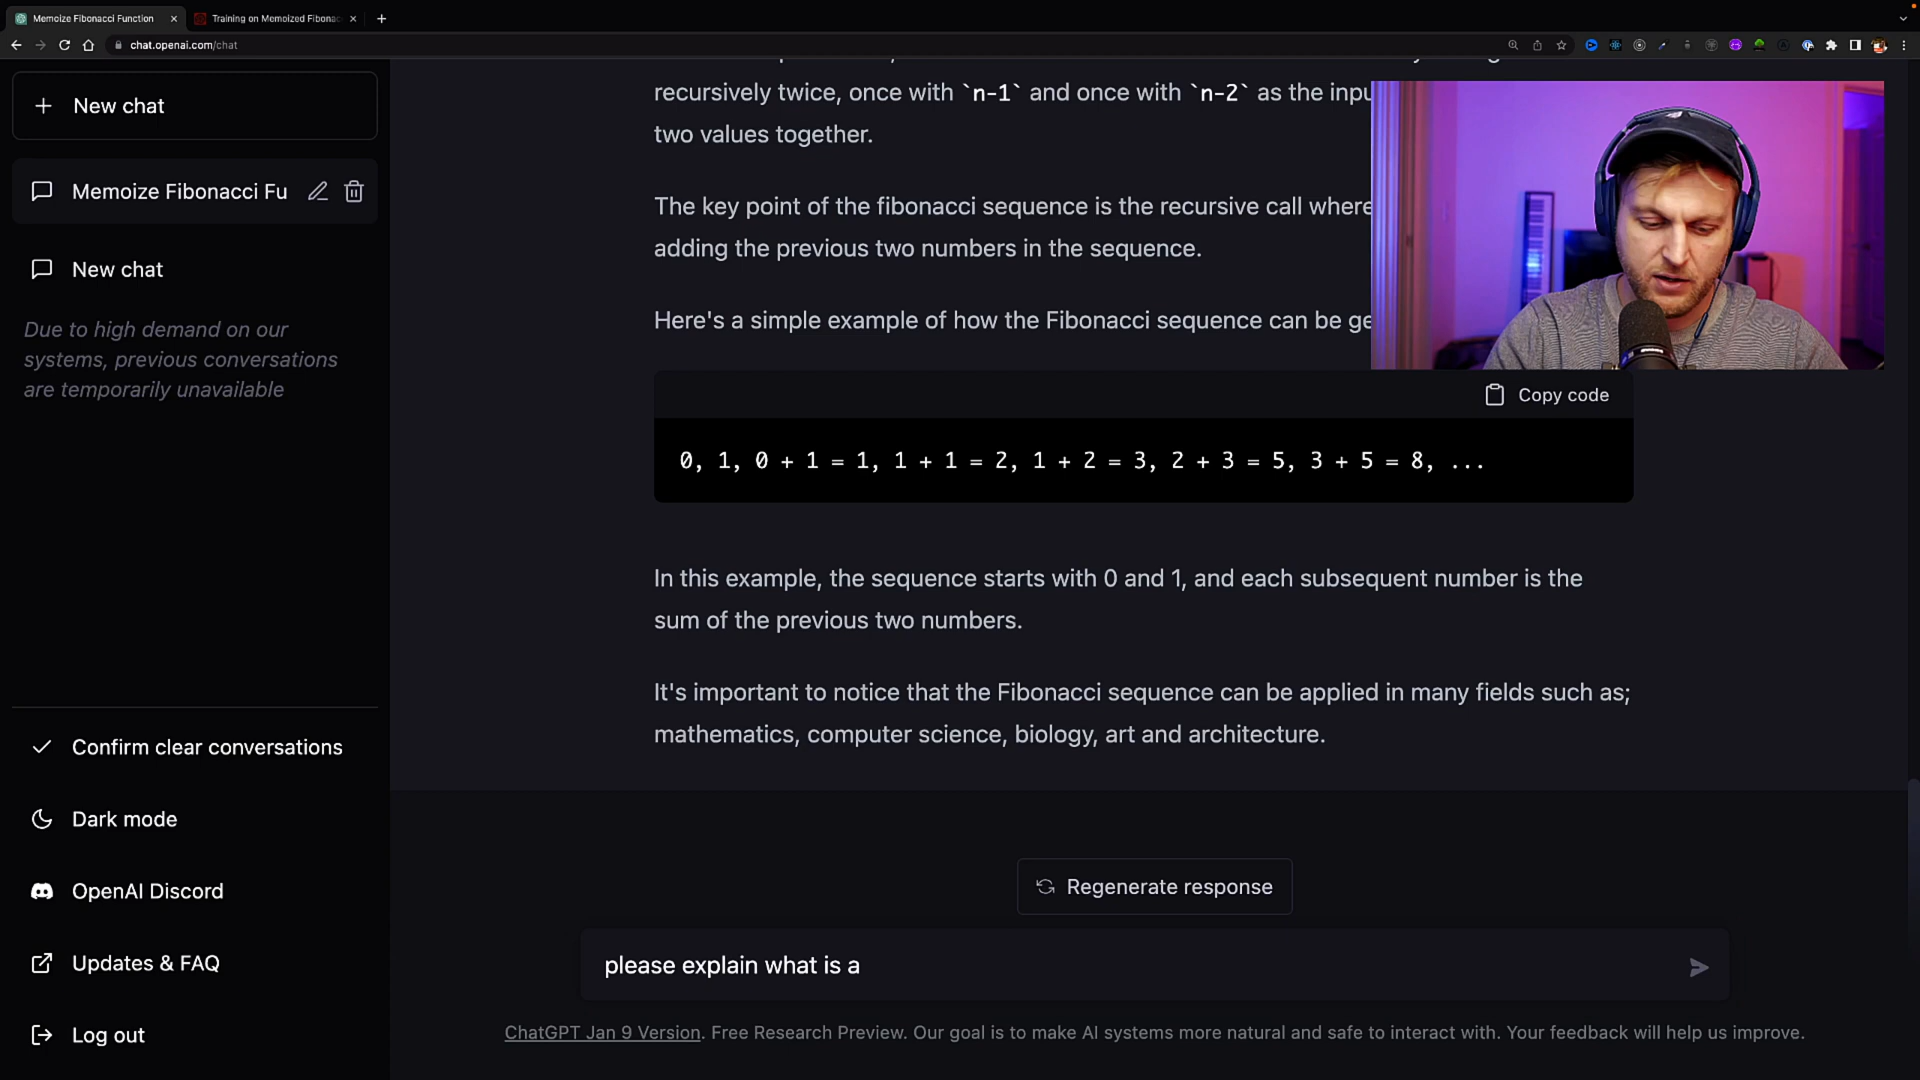 Memoize Fibonacci Function
Training on Memoized Fibonac
chat.openai.com/chat
New chat
Memoize Fibonacci Fu
New chat
Due to high demand on our
systems, previous conversations
are temporarily unavailable
Confirm clear conversations
Dark mode
OpenAI Discord
Updates & FAQ
Log out
recursively twice, once with `n-1` and once with `n-2` as the inpu
two values together.
The key point of the fibonacci sequence is the recursive call where
adding the previous two numbers in the sequence.
Here's a simple example of how the Fibonacci sequence can be ge
Copy code
0, 1, 0 + 1 = 1, 1 + 1 = 2, 1 + 2 = 3, 2 + 3 = 5, 3 + 5 = 8, ...
In this example, the sequence starts with 0 and 1, and each subsequent number is the
sum of the previous two numbers.
It's important to notice that the Fibonacci sequence can be applied in many fields such as;
mathematics, computer science, biology, art and architecture.
Regenerate response
please explain what is a
ChatGPT Jan 9 Version. Free Research Preview. Our goal is to make AI systems more natural and safe to interact with. Your feedback will help us improve.